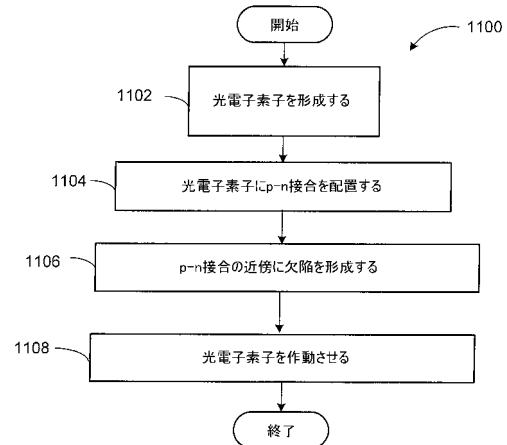 開始
1100
1102
光電子素子を形成する
1104
光電子素子にp-n接合を配置する
1106
p-n接合の近傍に欠陥を形成する
1108
光電子素子を作動させる
終了